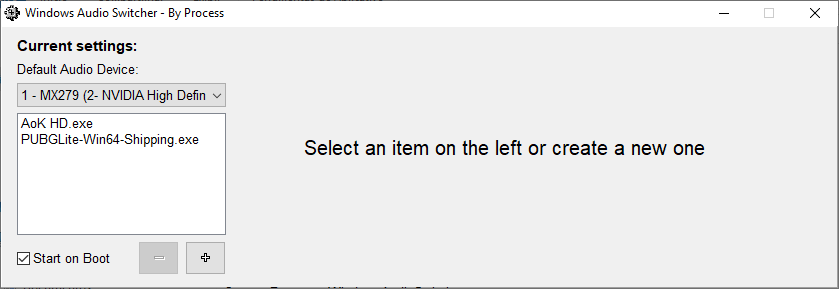 Windows Audio Switcher - By Process
Current settings:
Default Audio Device:
1 - MX279 (2- NVIDIA High Defin
AoK HD.exe
PUBGLite-Win64-Shipping.exe
Select an item on the left or create a new one
Start on Boot